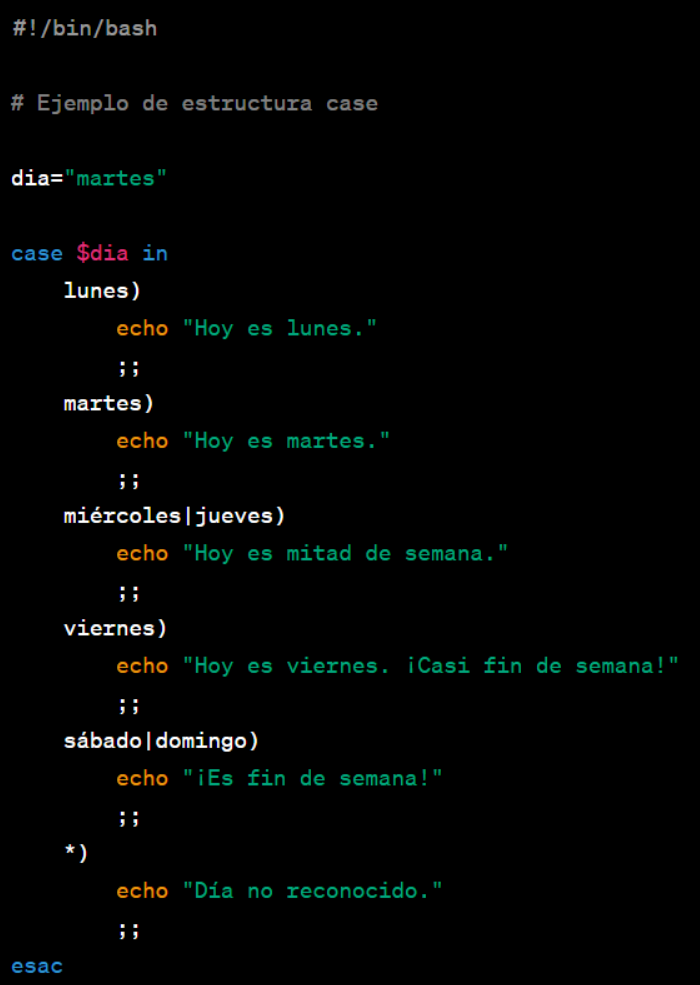 #!/bin/bash
# Ejemplo de estructura case
dia="martes"
case $dia in
    lunes)
        echo "Hoy es lunes."
        ;;
    martes)
        echo "Hoy es martes."
        ;;
    miércoles|jueves)
        echo "Hoy es mitad de semana."
        ;;
    viernes)
        echo "Hoy es viernes. ¡Casi fin de semana!"
        ;;
    sábado|domingo)
        echo "¡Es fin de semana!"
        ;;
    *)
        echo "Día no reconocido."
        ;;
esac